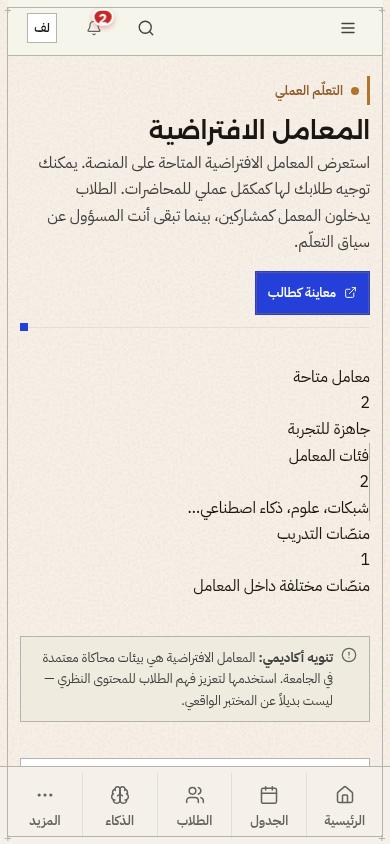 لف
2
التعلّم العملي
المعامل الافتراضية
استعرض المعامل الافتراضية المتاحة على المنصة. يمكنك
توجيه طلابك لها كمكمّل عملي للمحاضرات. الطلاب
يدخلون المعمل كمشاركين، بينما تبقى أنت المسؤول عن
سياق التعلّم.
معاينة كطالب
معامل متاحة
2
جاهزة للتجربة
فئات المعامل
2
شبكات، علوم، ذكاء اصطناعي...
منصّات التدريب
1
منصّات مختلفة داخل المعامل
تنويه أكاديمي: المعامل الافتراضية هي بيئات محاكاة معتمدة
في الجامعة. استخدمها لتعزيز فهم الطلاب للمحتوى النظري —
ليست بديلاً عن المختبر الواقعي.
الرئيسية
الجدول
الطلاب
الذكاء
المزيد